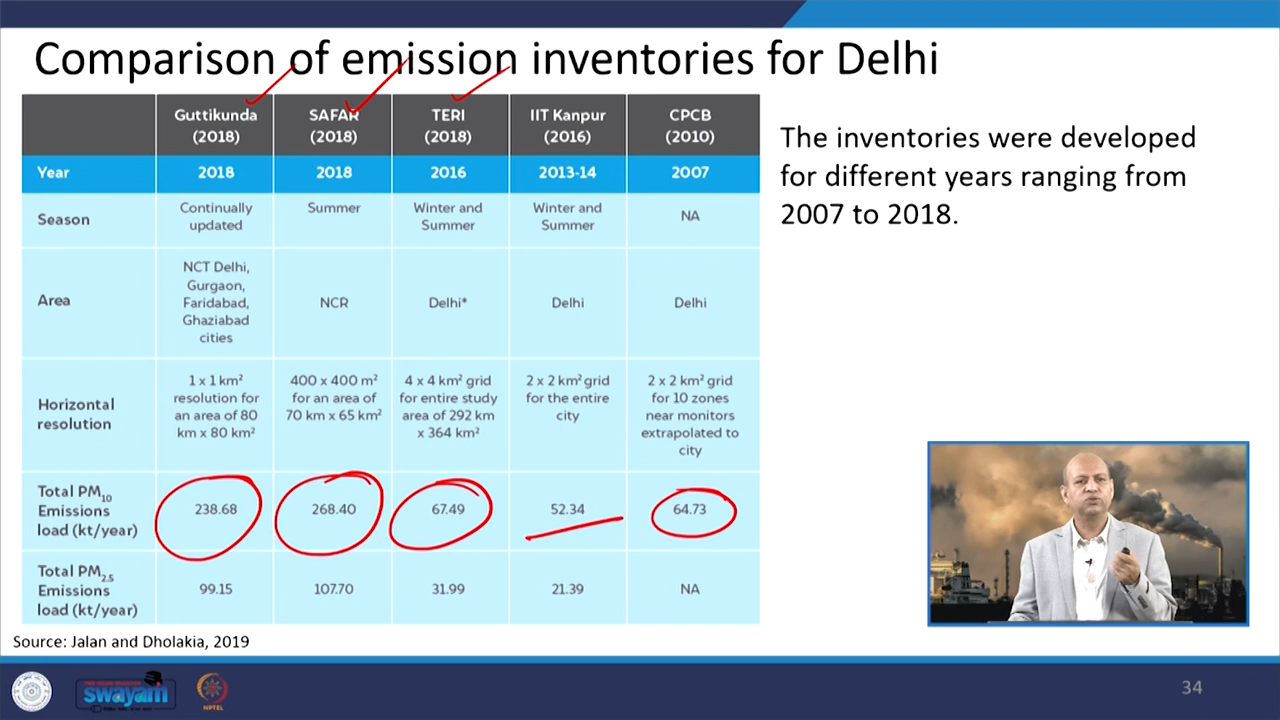 Comparison of emission inventories for Delhi
Guttikunda
(2018)
SAFAR
(2018)
TERI
(2018)
IIT Kanpur
(2016)
CPCB
(2010)
Year
2018
2018
2016
2013-14
2007
Season
Continually
updated
Summer
Winter and
Summer
Winter and
Summer
NA
Area
NCT Delhi,
Gurgaon,
Faridabad,
Ghaziabad
cities
NCR
Delhi*
Delhi
Delhi
Horizontal
resolution
1 x 1 km²
resolution for
an area of 80
km x 80 km²
400 x 400 m²
for an area of
70 km x 65 km²
4 x 4 km² grid
for entire study
area of 292 km
x 364 km²
2 x 2 km² grid
for the entire
city
2 x 2 km² grid
for 10 zones
near monitors
extrapolated to
city
Total PM10
Emissions
load (kt/year)
238.68
268.40
67.49
52.34
64.73
Total PM2.5
Emissions
load (kt/year)
99.15
107.70
31.99
21.39
NA
The inventories were developed
for different years ranging from
2007 to 2018.
Source: Jalan and Dholakia, 2019
swayam
NPTEL
34